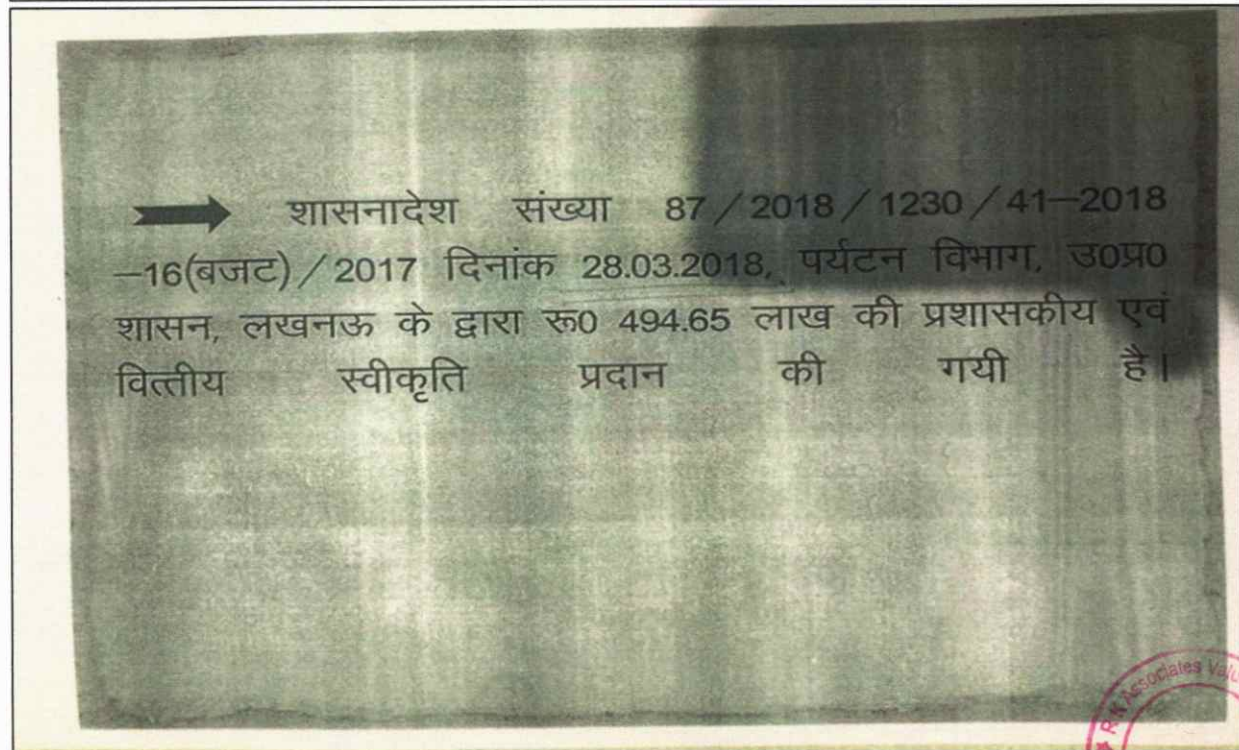 शासनादेश संख्या 87/2018/1230/41–2018
–16(बजट)/2017 दिनांक 28.03.2018, पर्यटन विभाग, उ0प्र0
शासन, लखनऊ के द्वारा रू0 494.65 लाख की प्रशासकीय एवं
वित्तीय स्वीकृति प्रदान की गयी है।
Associates